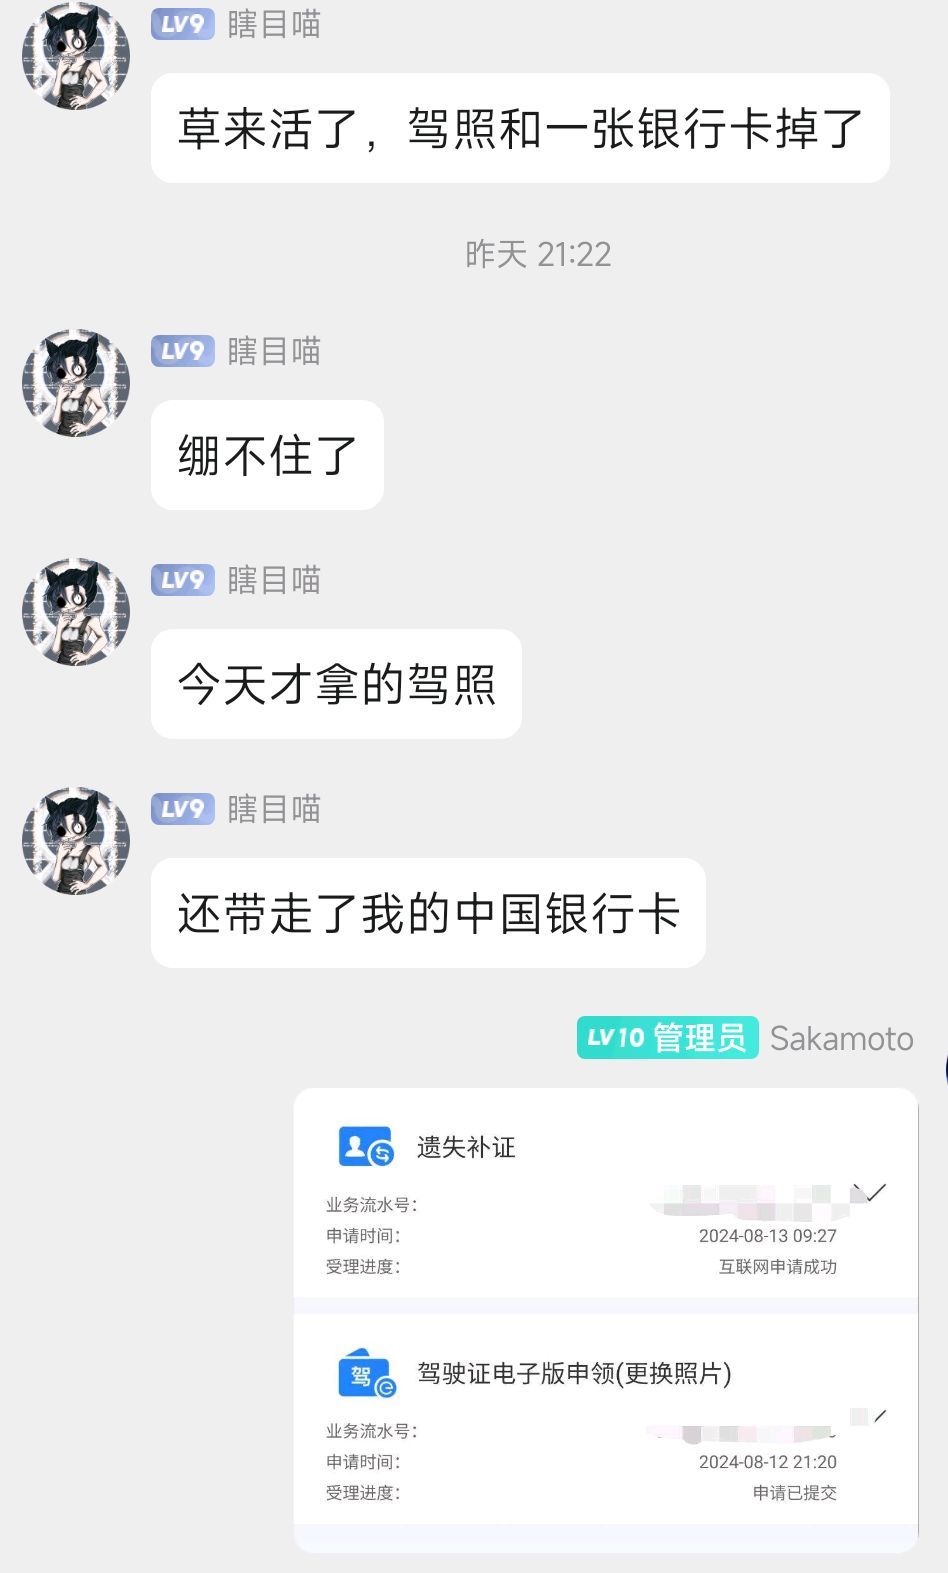 LV9 瞎目喵
草来活了，驾照和一张银行卡掉了
昨天 21:22
LV9 瞎目喵
绷不住了
LV9 瞎目喵
今天才拿的驾照
LV9 瞎目喵
还带走了我的中国银行卡
LV10 管理员 Sakamoto
遗失补证
业务流水号：
申请时间： 2024-08-13 09:27
受理进度： 互联网申请成功
驾 驾驶证电子版申领(更换照片)
业务流水号：
申请时间： 2024-08-12 21:20
受理进度： 申请已提交